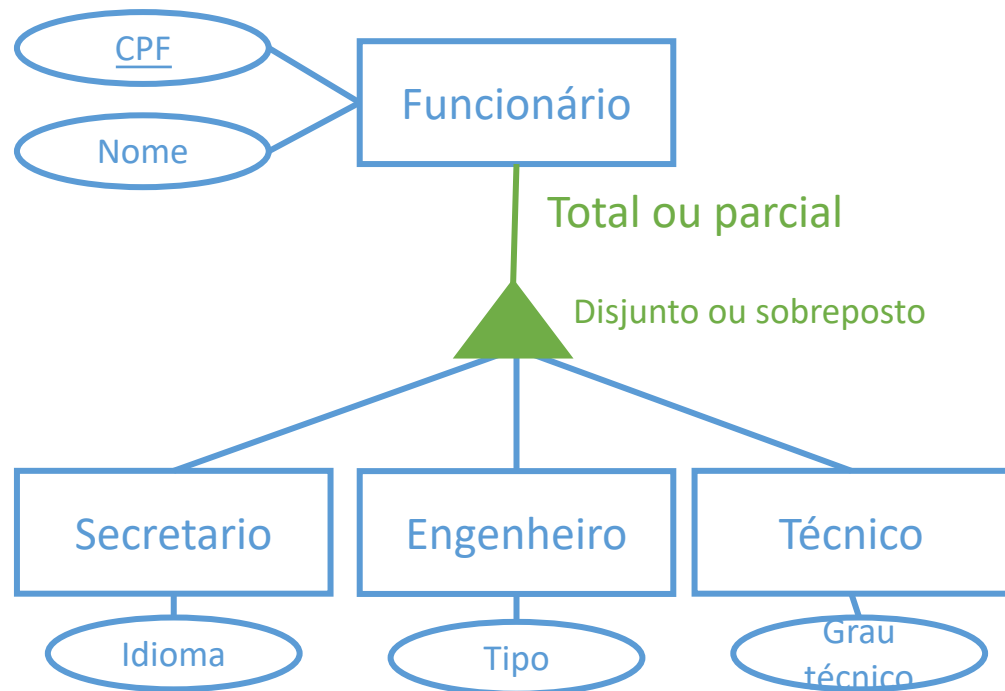 CPF
Funcionário
Nome
Total ou parcial
Disjunto ou sobreposto
Secretario
Engenheiro
Técnico
Idioma
Tipo
Grau
técnico